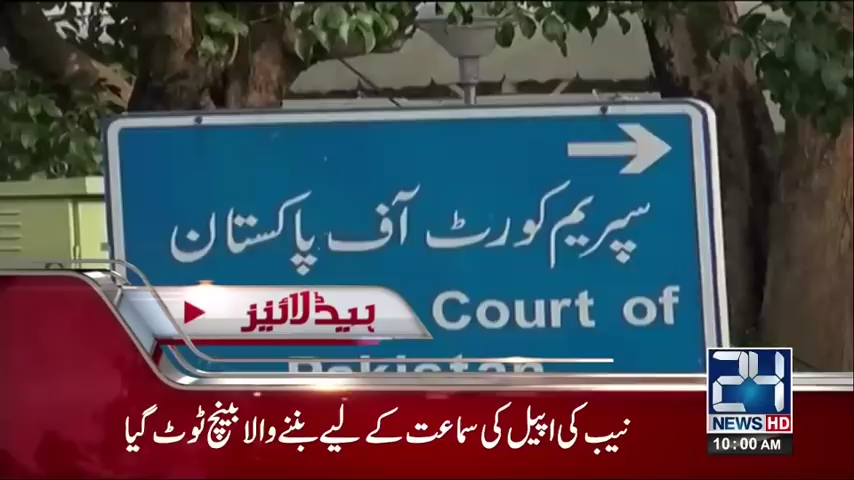 سپریم کورٹ آف پاکستان
Court of
Pakistan
ہیڈلائنز
نیب کی اپیل کی سماعت کے لیے بننے والا بینچ ٹوٹ گیا
24
NEWS HD
10:00 AM